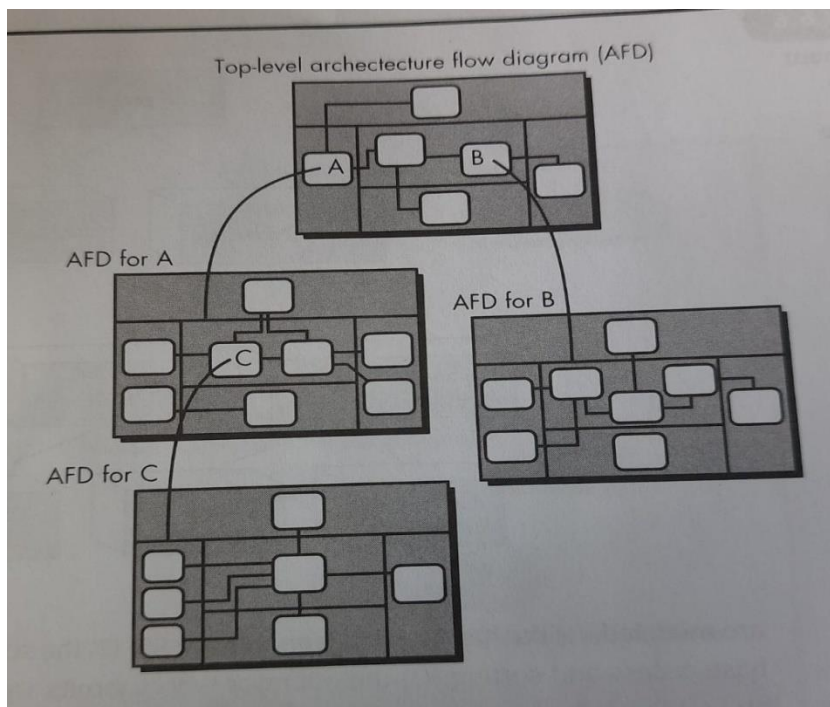 Top-level archectecture flow diagram (AFD)
A
B
AFD for A
AFD for B
C
AFD for C